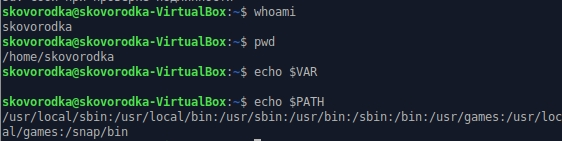 skovorodka@skovorodka-VirtualBox:~$ whoami
skovorodka
skovorodka@skovorodka-VirtualBox:~$ pwd
/home/skovorodka
skovorodka@skovorodka-VirtualBox:~$ echo $VAR
skovorodka@skovorodka-VirtualBox:~$ echo $PATH
/usr/local/sbin:/usr/local/bin:/usr/sbin:/usr/bin:/sbin:/bin:/usr/games:/usr/loc
al/games:/snap/bin